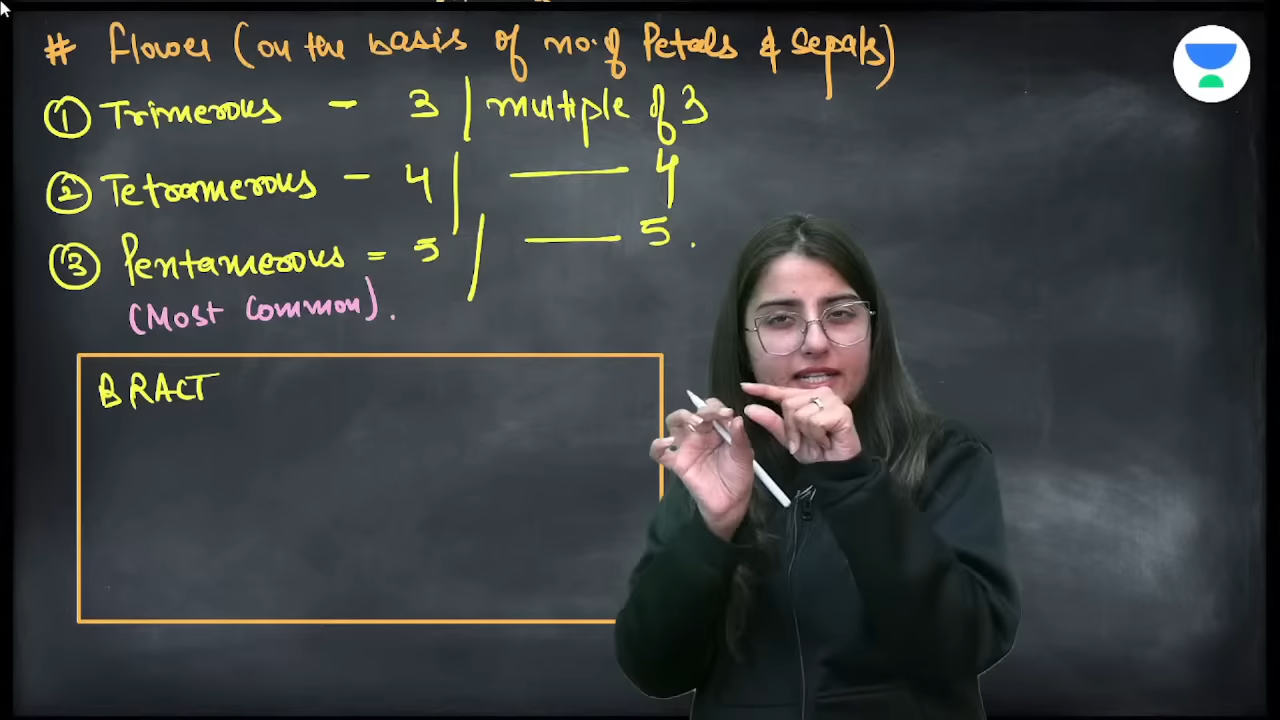 # Flower (on the basis of no. of Petals & Sepals)
① Trimerous - 3 | multiple of 3
② Tetramerous - 4 | —— 4
③ Pentamerous = 5 / —— 5.
(Most Common).
BRACT